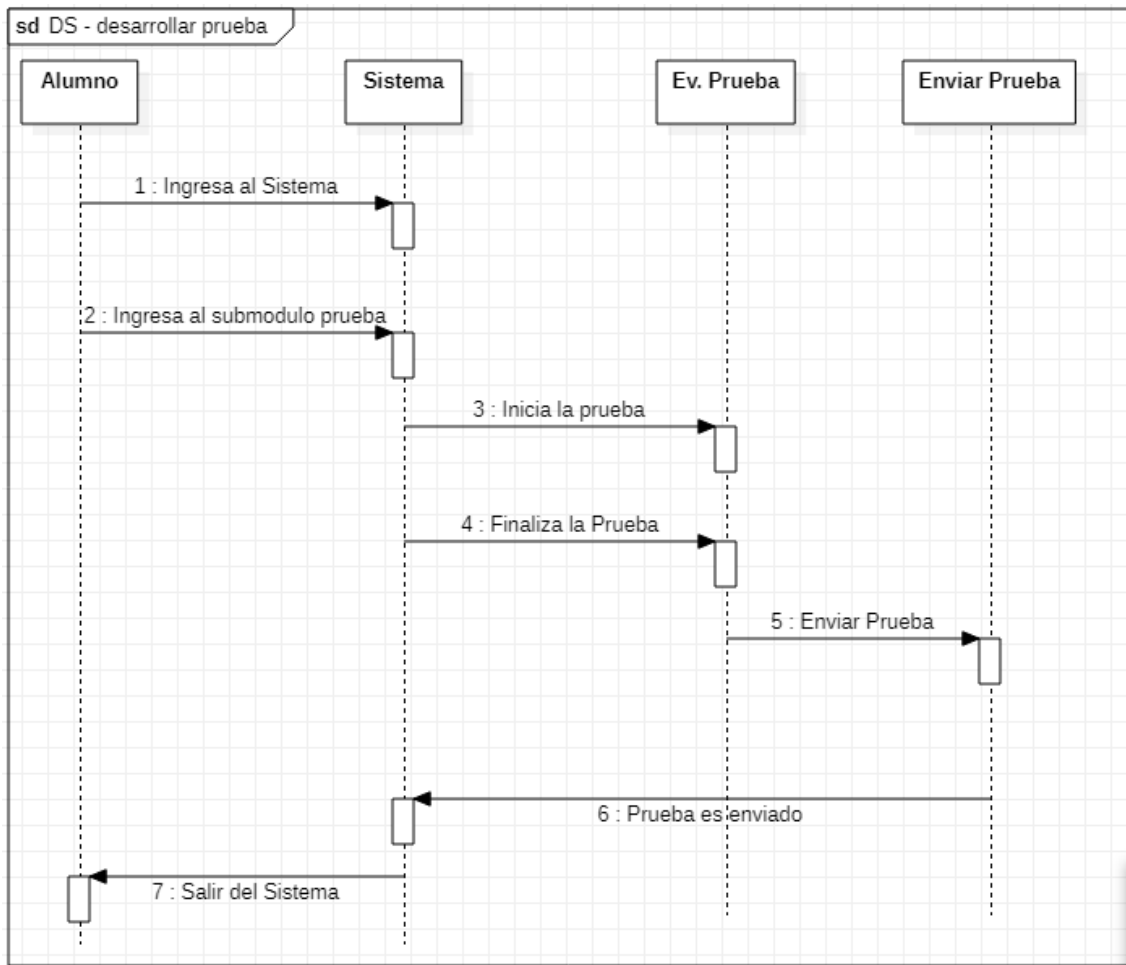 sd DS - desarrollar prueba
Alumno
Sistema
Ev. Prueba
Enviar Prueba
1 : Ingresa al Sistema
2 : Ingresa al submodulo prueba
3 : Inicia la prueba
4 : Finaliza la Prueba
5 : Enviar Prueba
6 : Prueba es enviado
7 : Salir del Sistema